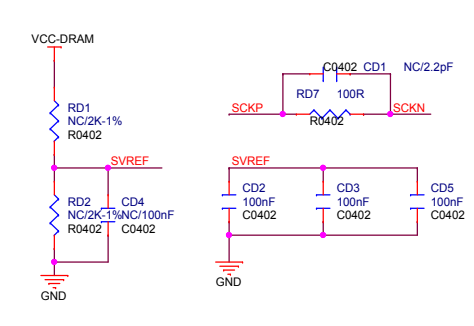 VCC-DRAM
RD1
NC/2K-1%
R0402
SVREF
RD2
NC/2K-1%
R0402
CD4
NC/100nF
C0402
GND
C0402 CD1 NC/2.2pF
RD7 100R
SCKP
SCKN
R0402
SVREF
CD2
100nF
C0402
CD3
100nF
C0402
CD5
100nF
C0402
GND